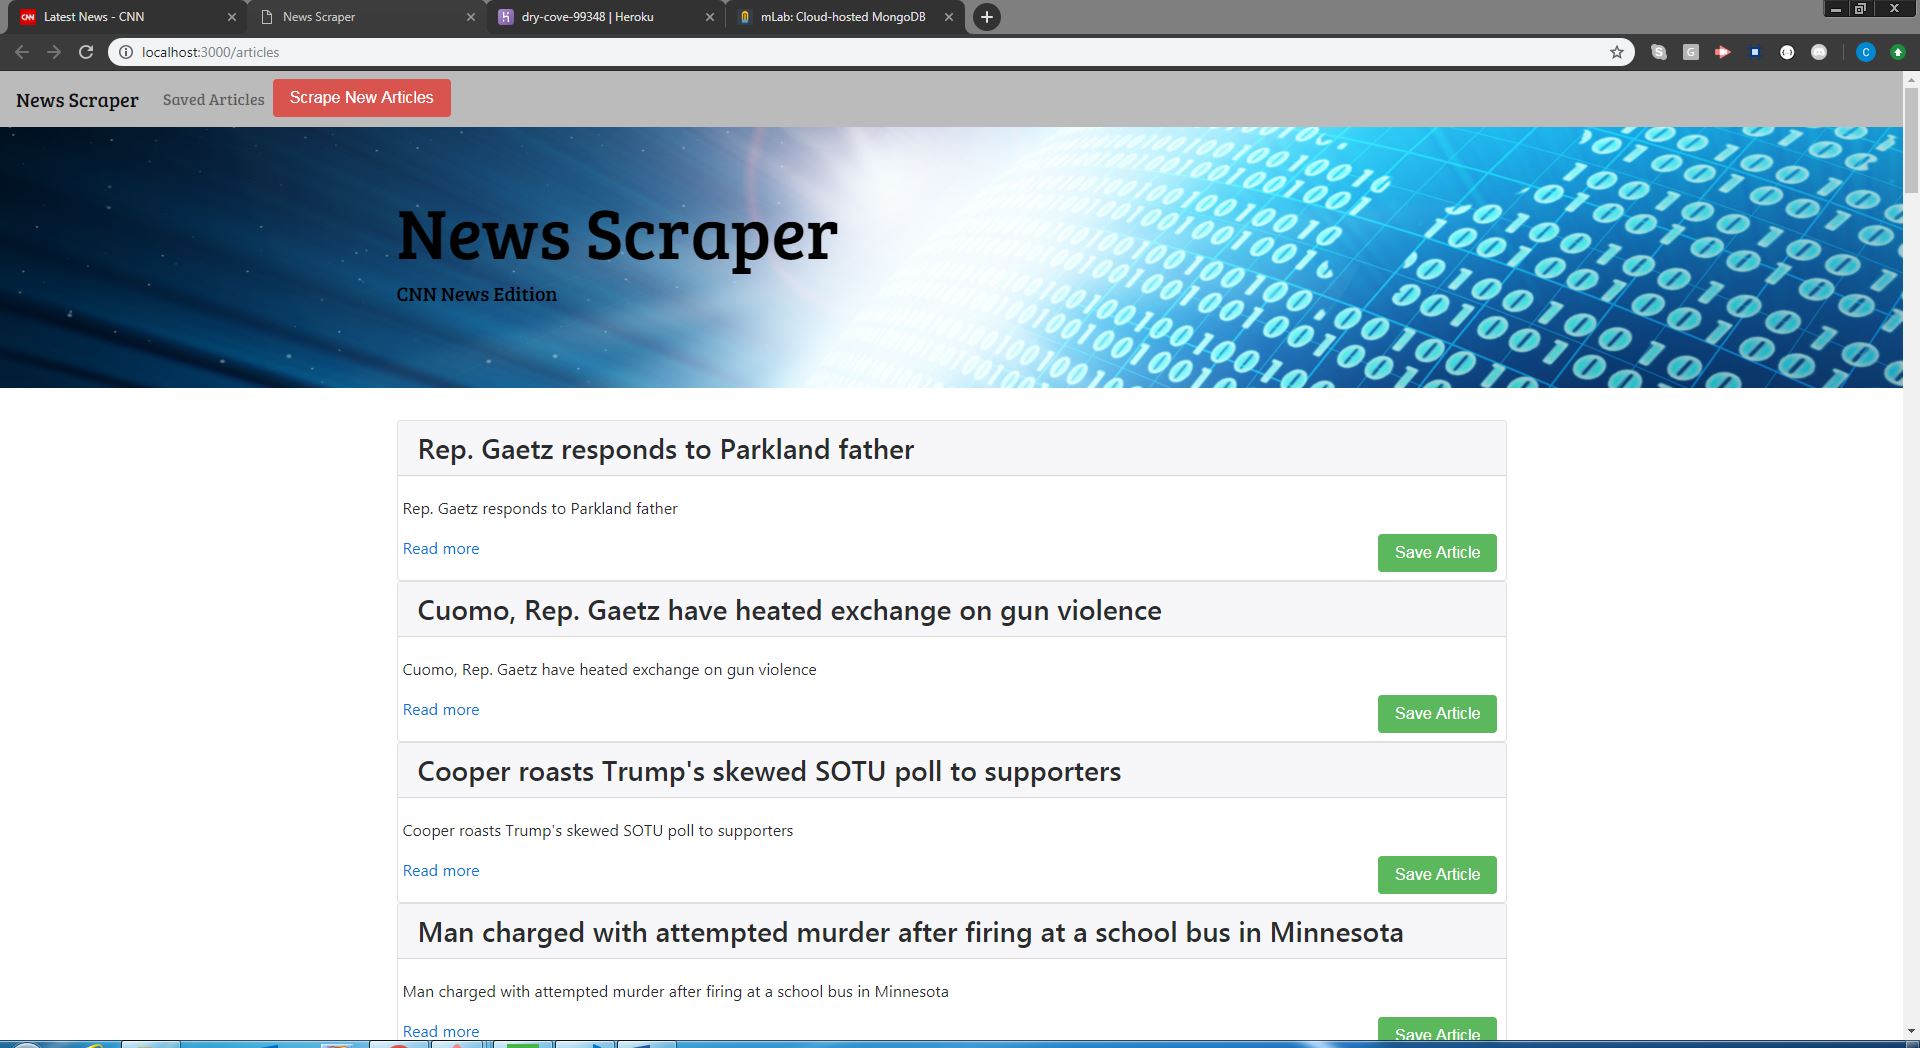 Latest News - CNN
News Scraper
dry-cove-99348 | Heroku
mLab: Cloud-hosted MongoDB
localhost:3000/articles
News Scraper Saved Articles Scrape New Articles
News Scraper
CNN News Edition
Rep. Gaetz responds to Parkland father
Rep. Gaetz responds to Parkland father
Read more Save Article
Cuomo, Rep. Gaetz have heated exchange on gun violence
Cuomo, Rep. Gaetz have heated exchange on gun violence
Read more Save Article
Cooper roasts Trump's skewed SOTU poll to supporters
Cooper roasts Trump's skewed SOTU poll to supporters
Read more Save Article
Man charged with attempted murder after firing at a school bus in Minnesota
Man charged with attempted murder after firing at a school bus in Minnesota
Read more Save Article